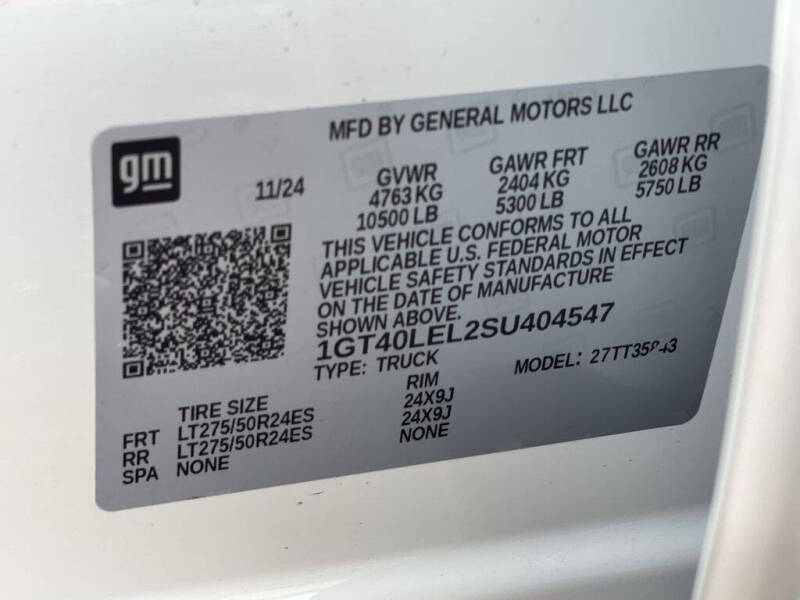 MFD BY GENERAL MOTORS LLC
gm
11/24
GVWR
4763 KG
10500 LB
GAWR FRT
2404 KG
5300 LB
GAWR RR
2608 KG
5750 LB
THIS VEHICLE CONFORMS TO ALL
APPLICABLE U.S. FEDERAL MOTOR
VEHICLE SAFETY STANDARDS IN EFFECT
ON THE DATE OF MANUFACTURE
SHOWN ABOVE.
1GT40LEL2SU404547
TYPE: TRUCK
MODEL:
TIRE SIZE
RIM
FRT LT275/50R24ES 24X9J
RR LT275/50R24ES 24X9J
SPA NONE NONE